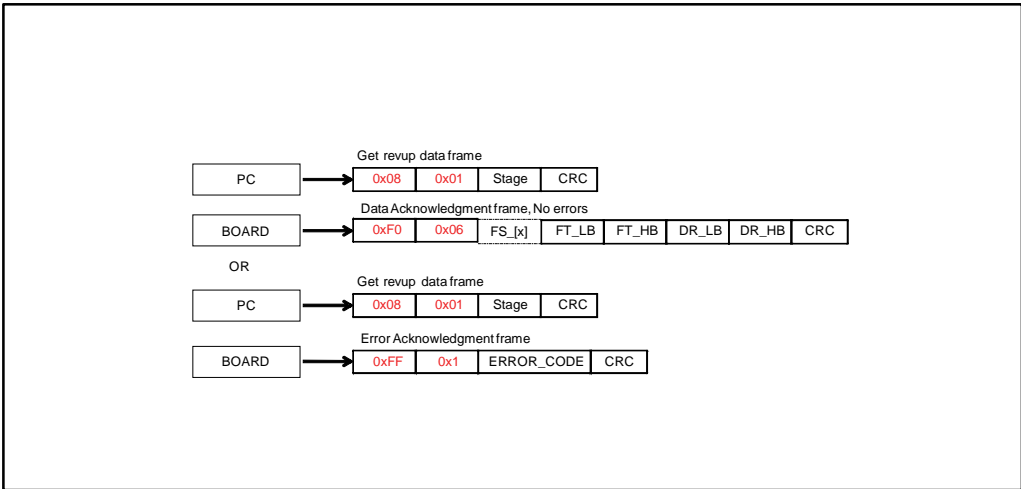 Get revup data frame
PC 0x08 0x01 Stage CRC
Data Acknowledgment frame, No errors
BOARD 0xF0 0x06 FS_[x] FT_LB FT_HB DR_LB DR_HB CRC
OR
Get revup data frame
PC 0x08 0x01 Stage CRC
Error Acknowledgment frame
BOARD 0xFF 0x1 ERROR_CODE CRC